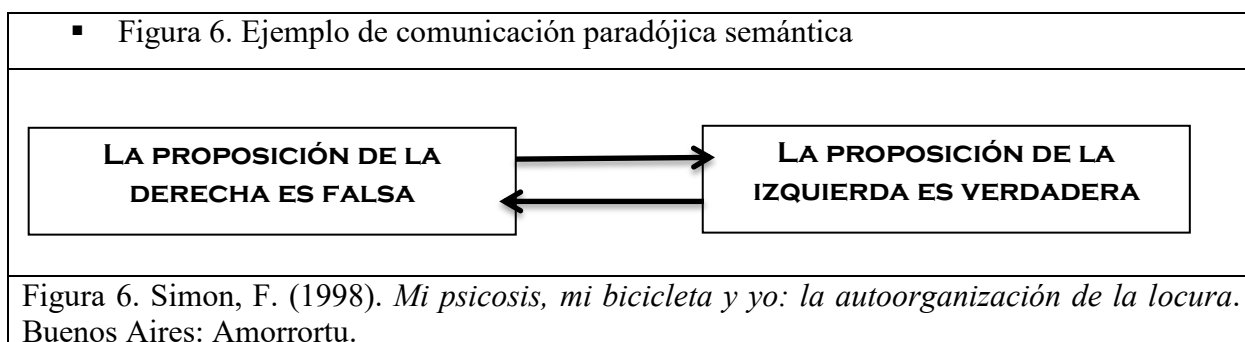 ▪ Figura 6. Ejemplo de comunicación paradójica semántica
LA PROPOSICIÓN DE LA
DERECHA ES FALSA
LA PROPOSICIÓN DE LA
IZQUIERDA ES VERDADERA
Figura 6. Simon, F. (1998). Mi psicosis, mi bicicleta y yo: la autoorganización de la locura.
Buenos Aires: Amorrortu.